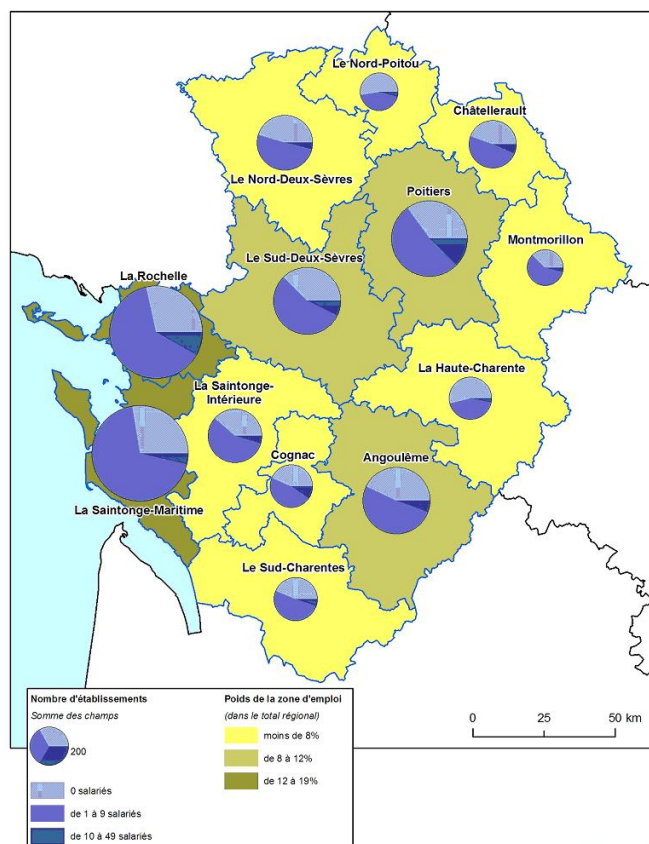 Le Nord-Poitou
Châtellerault
Le Nord-Deux-Sèvres
Poitiers
Montmorillon
Le Sud-Deux-Sèvres
La Rochelle
La Haute-Charente
La Saintonge-
Intérieure
Cognac
Angoulême
La Saintonge-Maritime
Le Sud-Charentes
Nombre d'établissements
Somme des champs
200
0 salariés
de 1 à 9 salariés
de 10 à 49 salariés
Poids de la zone d'emploi
(dans le total régional)
moins de 8%
de 8 à 12%
de 12 à 19%
0 25 50 km